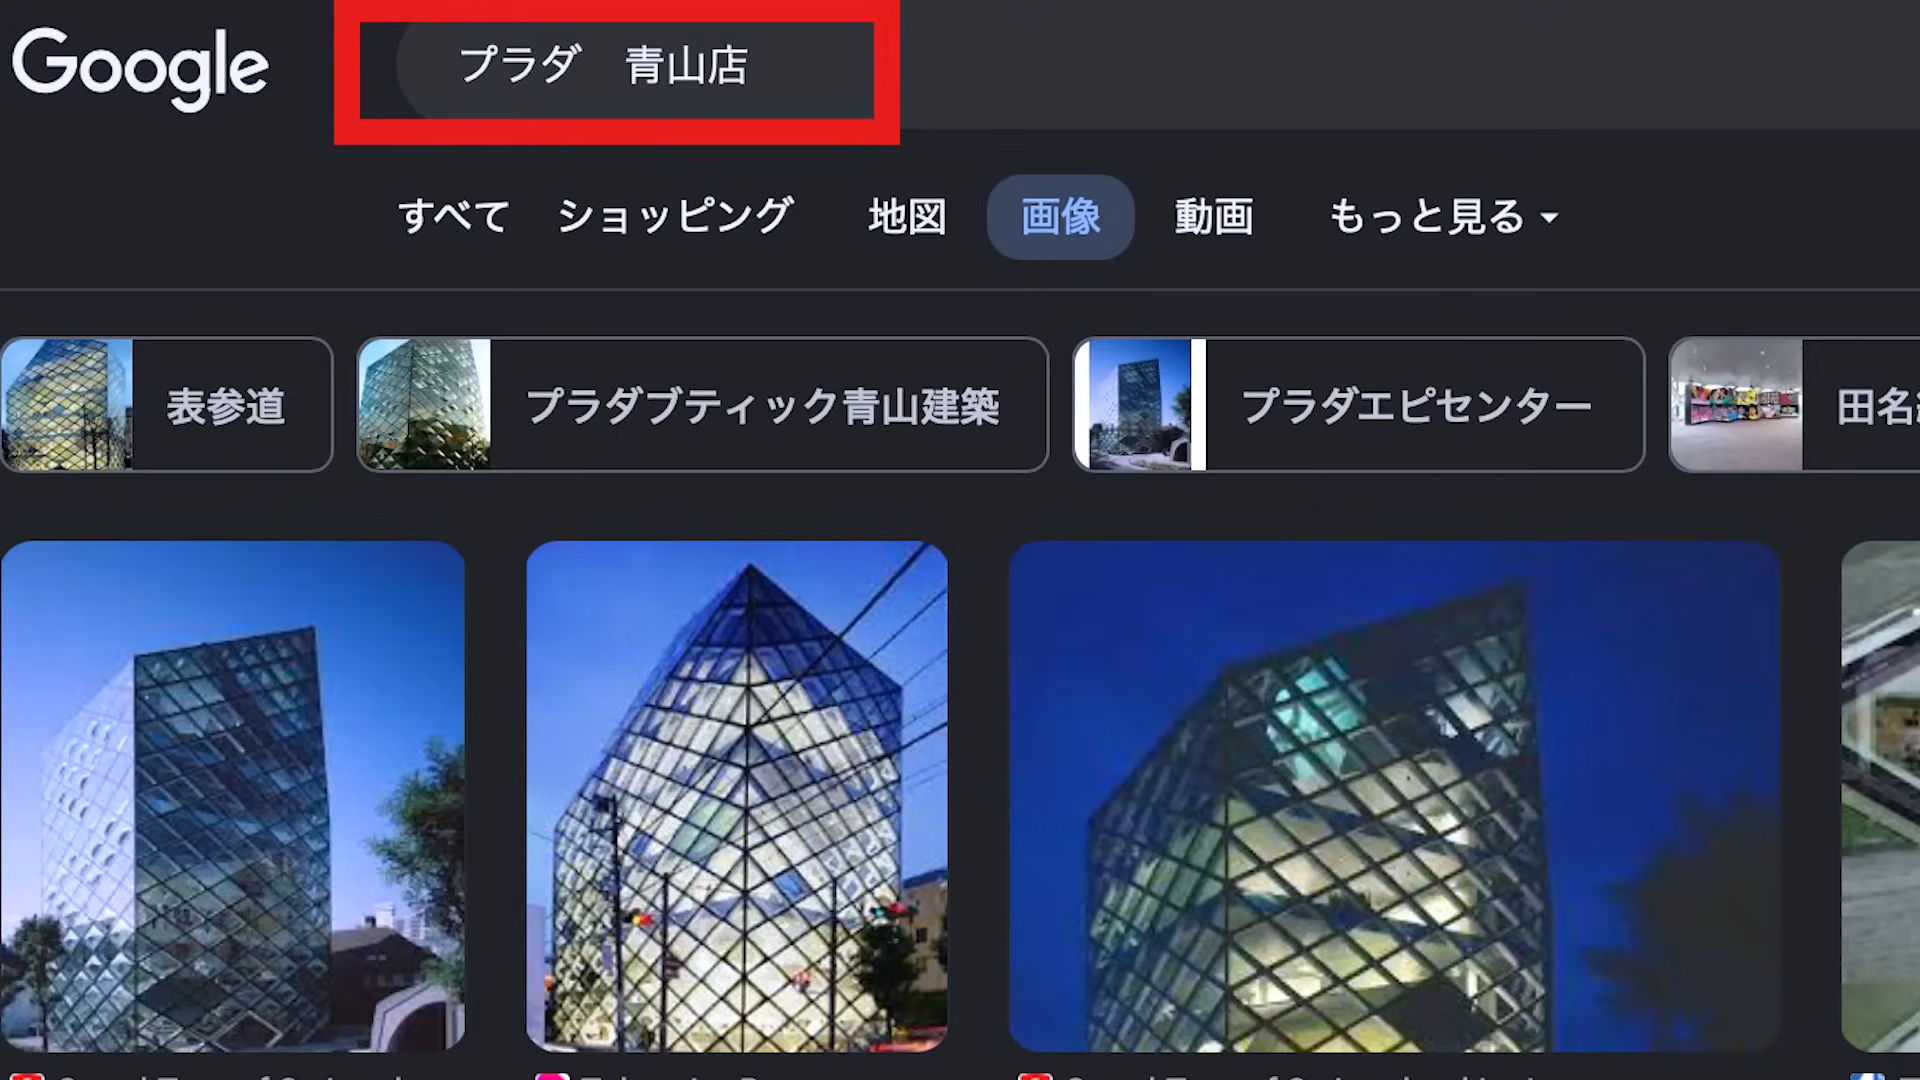 Google
プラダ　青山店
すべて ショッピング 地図 画像 動画 もっと見る
表参道 プラダブティック青山建築 プラダエピセンター 田名